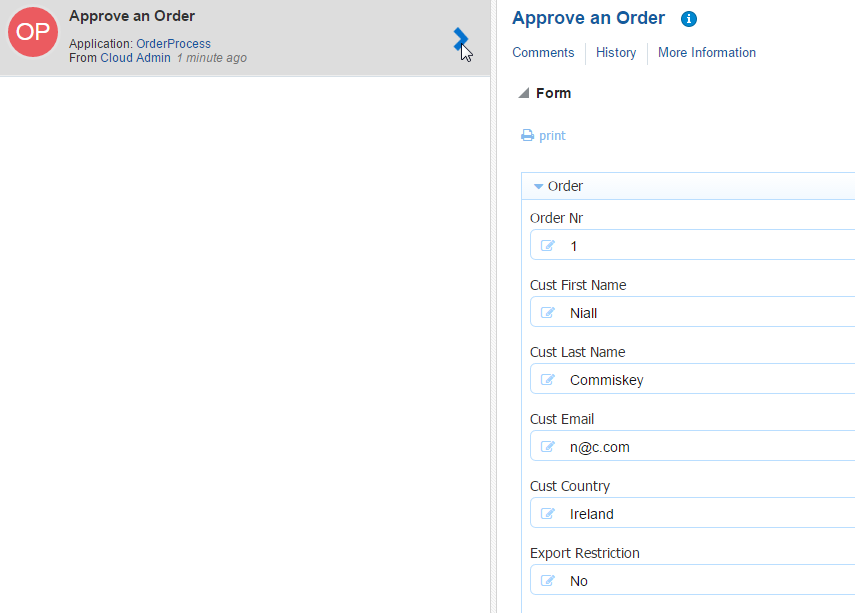 OP
Approve an Order
Application: OrderProcess
From Cloud Admin 1 minute ago
Approve an Order
Comments History More Information
Form
print
Order
Order Nr
1
Cust First Name
Niall
Cust Last Name
Commiskey
Cust Email
n@c.com
Cust Country
Ireland
Export Restriction
No